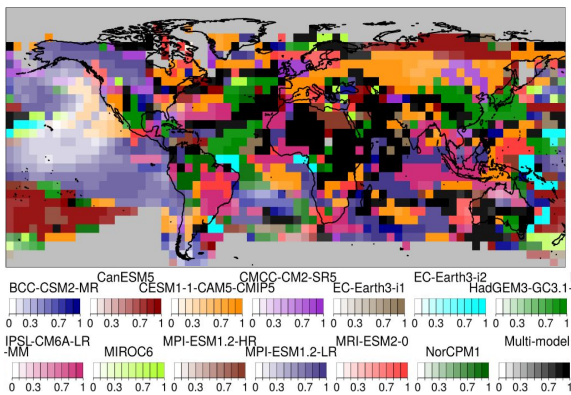 CanESM5 CMCC-CM2-SR5 EC-Earth3-i2
BCC-CSM2-MR CESM1-1-CAM5-CMIP5 EC-Earth3-i1 HadGEM3-GC3.1-
0 0.3 0.7 1 0 0.3 0.7 1 0 0.3 0.7 1 0 0.3 0.7 1 0 0.3 0.7 1 0 0.3 0.7 1 0 0.3 0.7 1
IPSL-CM6A-LR MPI-ESM1.2-HR MRI-ESM2-0 Multi-model
-MM MIROC6 MPI-ESM1.2-LR NorCPM1
0 0.3 0.7 1 0 0.3 0.7 1 0 0.3 0.7 1 0 0.3 0.7 1 0 0.3 0.7 1 0 0.3 0.7 1 0 0.3 0.7 1